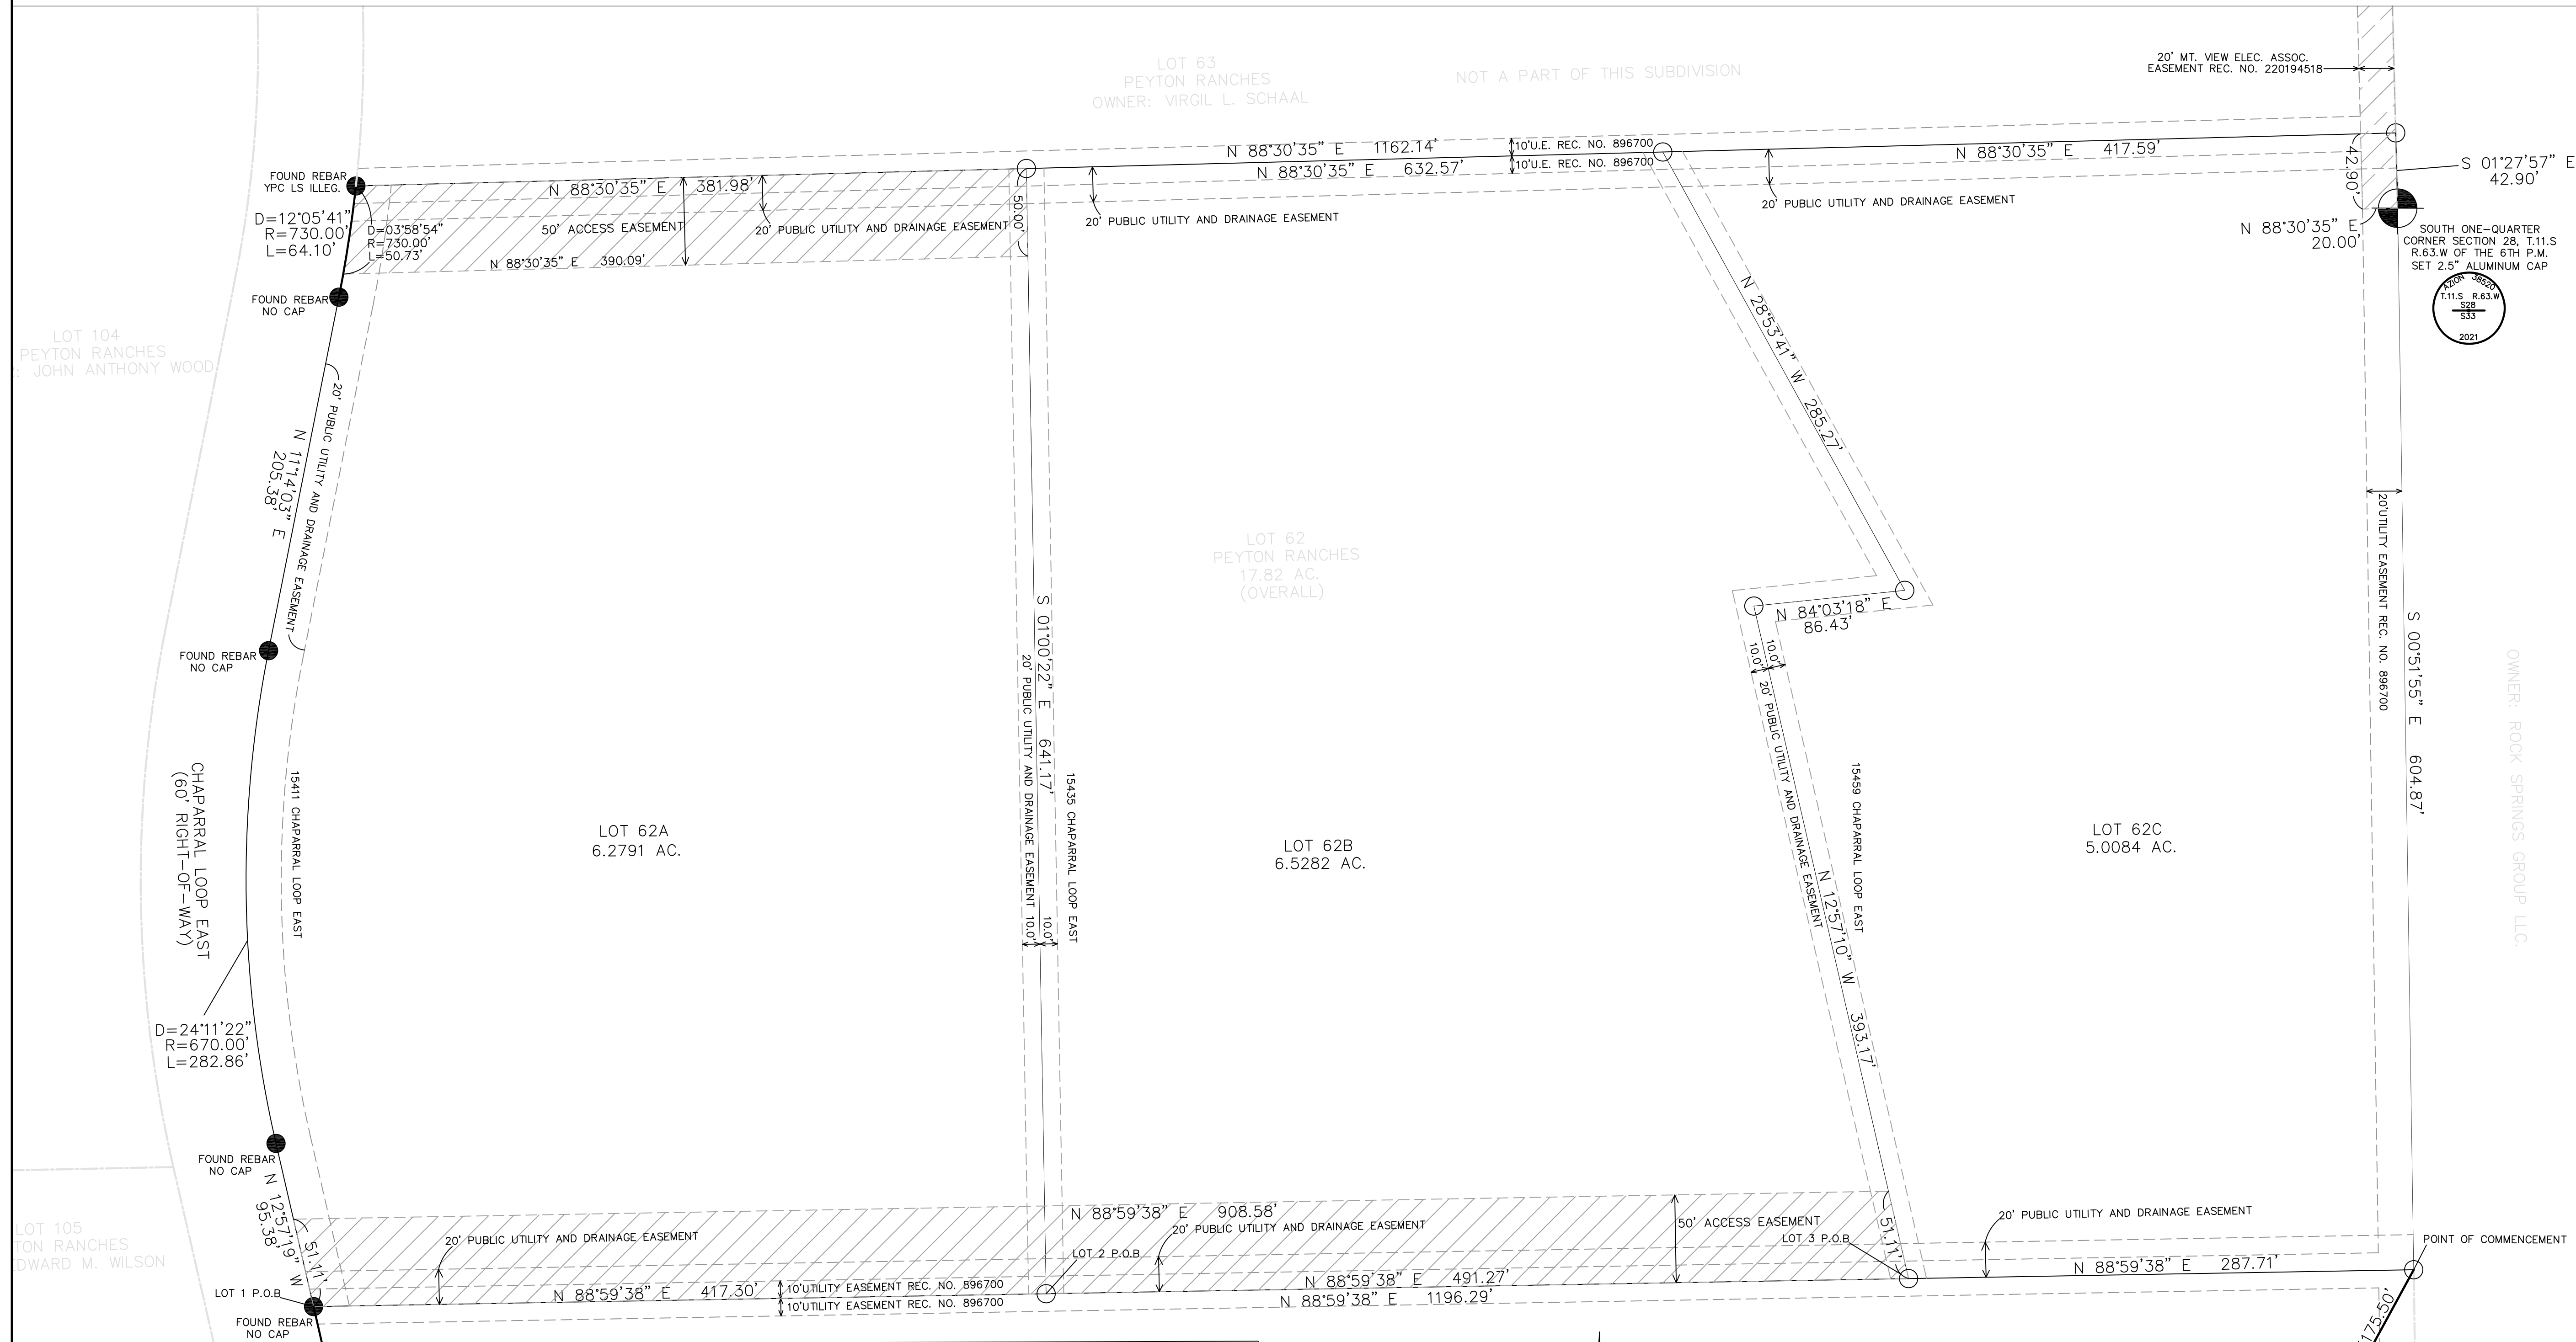 LOT 63
PEYTON RANCHES
OWNER: VIRGIL L. SCHAAL
NOT A PART OF THIS SUBDIVISION
20' MT. VIEW ELEC. ASSOC.
EASEMENT REC. NO. 220194518
N 88°30'35" E 1162.14'
N 88°30'35" E 632.57'
10'U.E. REC. NO. 896700
10'U.E. REC. NO. 896700
N 88°30'35" E 417.59'
42.90'
S 01°27'57" E
42.90'
FOUND REBAR
YPC LS ILLEG.
N 88°30'35" E 381.98'
50.00'
D=12°05'41"
R=730.00'
L=64.10'
D=03°58'54"
R=730.00'
L=50.73'
50' ACCESS EASEMENT
20' PUBLIC UTILITY AND DRAINAGE EASEMENT
20' PUBLIC UTILITY AND DRAINAGE EASEMENT
20' PUBLIC UTILITY AND DRAINAGE EASEMENT
N 88°30'35" E
20.00'
SOUTH ONE-QUARTER
CORNER SECTION 28, T.11.S
R.63.W OF THE 6TH P.M.
SET 2.5" ALUMINUM CAP
AZION 38520
T.11.S R.63.W
S28
S33
2021
N 88°30'35" E 390.09'
FOUND REBAR
NO CAP
LOT 104
PEYTON RANCHES
: JOHN ANTHONY WOOD
20' PUBLIC UTILITY AND DRAINAGE EASEMENT
N 11°14'03" E
205.38'
N 28°53'41" W 285.27'
LOT 62
PEYTON RANCHES
17.82 AC.
(OVERALL)
20'UTILITY EASEMENT REC. NO. 896700
S 00°51'55" E 604.87'
OWNER: ROCK SPRINGS GROUP LLC.
N 84°03'18" E
86.43'
FOUND REBAR
NO CAP
S 01°00'22" E 641.17'
20' PUBLIC UTILITY AND DRAINAGE EASEMENT
10.0'
10.0'
10.0'
10.0'
20' PUBLIC UTILITY AND DRAINAGE EASEMENT
N 12°57'10" W 393.17'
CHAPARRAL LOOP EAST
(60' RIGHT-OF-WAY)
15411 CHAPARRAL LOOP EAST
15435 CHAPARRAL LOOP EAST
15459 CHAPARRAL LOOP EAST
LOT 62A
6.2791 AC.
LOT 62B
6.5282 AC.
LOT 62C
5.0084 AC.
D=24°11'22"
R=670.00'
L=282.86'
FOUND REBAR
NO CAP
N 12°57'19" W
95.38'
51.11'
LOT 105
TON RANCHES
DWARD M. WILSON
N 88°59'38" E 908.58'
20' PUBLIC UTILITY AND DRAINAGE EASEMENT
20' PUBLIC UTILITY AND DRAINAGE EASEMENT
50' ACCESS EASEMENT
51.11'
20' PUBLIC UTILITY AND DRAINAGE EASEMENT
LOT 2 P.O.B
LOT 3 P.O.B
POINT OF COMMENCEMENT
LOT 1 P.O.B
N 88°59'38" E 417.30'
10'UTILITY EASEMENT REC. NO. 896700
10'UTILITY EASEMENT REC. NO. 896700
N 88°59'38" E 491.27'
N 88°59'38" E 1196.29'
N 88°59'38" E 287.71'
FOUND REBAR
NO CAP
175.50'